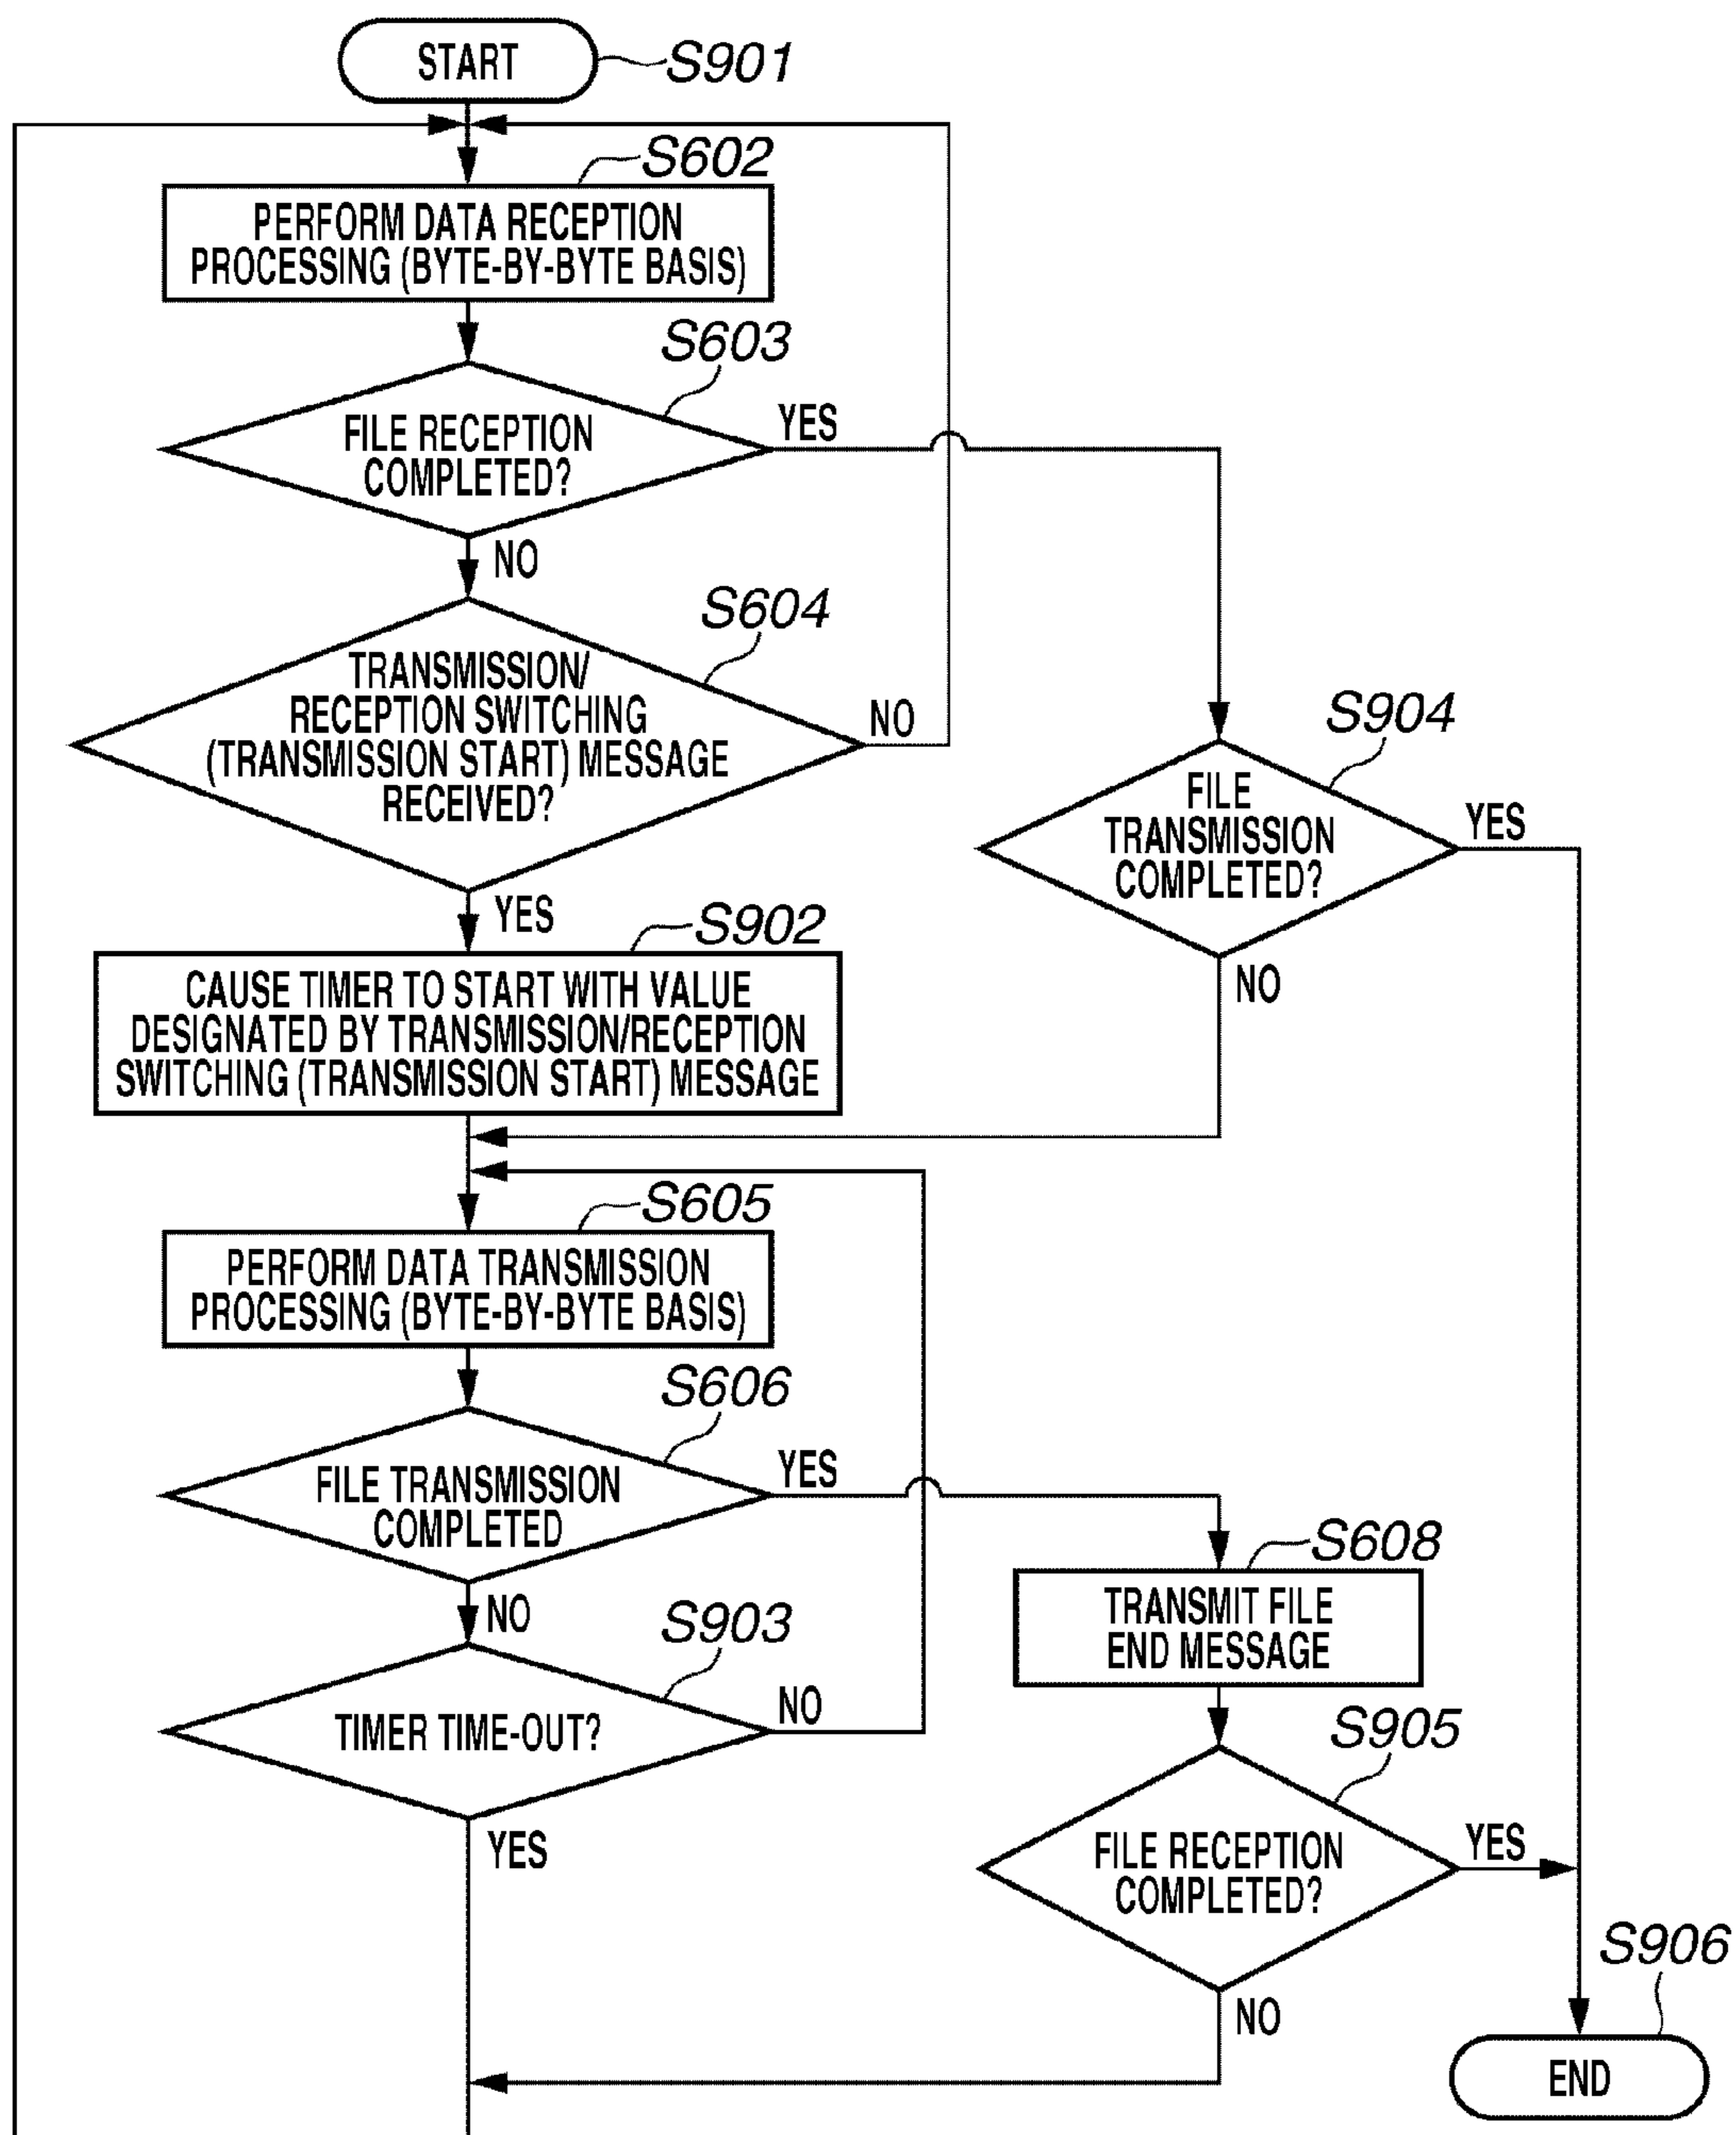 START
S901
S602
PERFORM DATA RECEPTION
PROCESSING (BYTE-BY-BYTE BASIS)
S603
FILE RECEPTION
COMPLETED?
YES
NO
S604
TRANSMISSION/
RECEPTION SWITCHING
(TRANSMISSION START) MESSAGE
RECEIVED?
NO
YES
S904
FILE
TRANSMISSION
COMPLETED?
YES
NO
S902
CAUSE TIMER TO START WITH VALUE
DESIGNATED BY TRANSMISSION/RECEPTION
SWITCHING (TRANSMISSION START) MESSAGE
S605
PERFORM DATA TRANSMISSION
PROCESSING (BYTE-BY-BYTE BASIS)
S606
FILE TRANSMISSION
COMPLETED
YES
NO
S608
TRANSMIT FILE
END MESSAGE
S903
TIMER TIME-OUT?
NO
YES
S905
FILE RECEPTION
COMPLETED?
YES
NO
S906
END